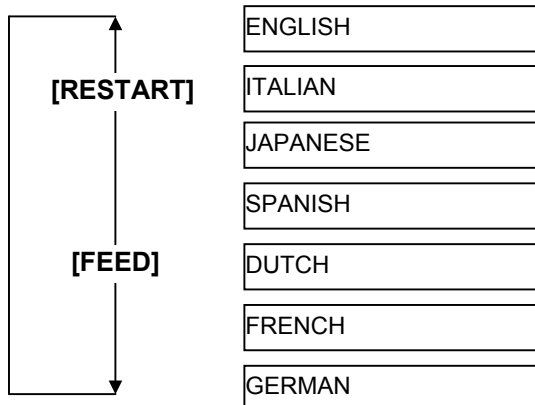 ENGLISH
[RESTART]
ITALIAN
JAPANESE
SPANISH
[FEED]
DUTCH
FRENCH
GERMAN